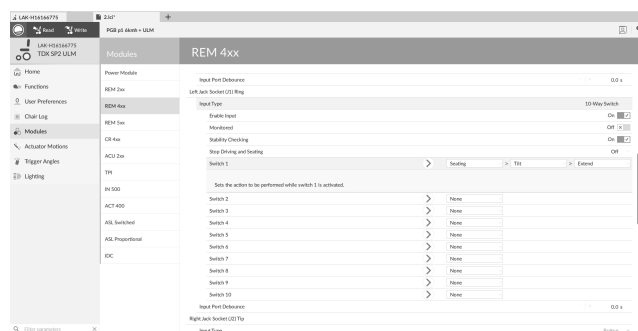 LAK-H16166775
2.lci*
+
Read
Write
PGB p5 6kmh + ULM
LAK-H16166775
TDX SP2 ULM
Modules
REM 4xx
Home
Functions
User Preferences
Chair Log
Modules
Actuator Motions
Trigger Angles
Lighting
Power Module
REM 2xx
REM 4xx
REM 5xx
CR 4xx
ACU 2xx
TPI
IN 500
ACT 400
ASL Switched
ASL Proportional
IDC
Input Port Debounce 0.0 s
Left Jack Socket (J1) Ring
Input Type 10-Way Switch
Enable Input On
Monitored Off
Stability Checking On
Stop Driving and Seating Off
Switch 1 Seating > Tilt > Extend
Sets the action to be performed while switch 1 is activated.
Switch 2 None
Switch 3 None
Switch 4 None
Switch 5 None
Switch 6 None
Switch 7 None
Switch 8 None
Switch 9 None
Switch 10 None
Input Port Debounce 0.0 s
Right Jack Socket (J2) Tip
Input Type
Filter parameters